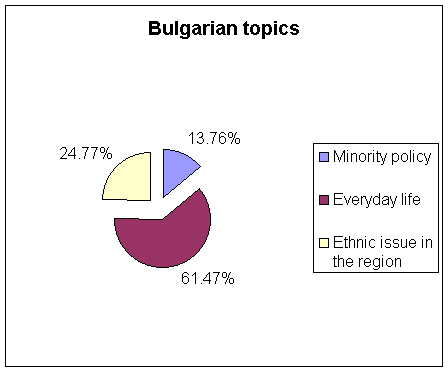 Bulgarian topics
13.76%
24.77%
61.47%
Minority policy
Everyday life
Ethnic issue in
the region